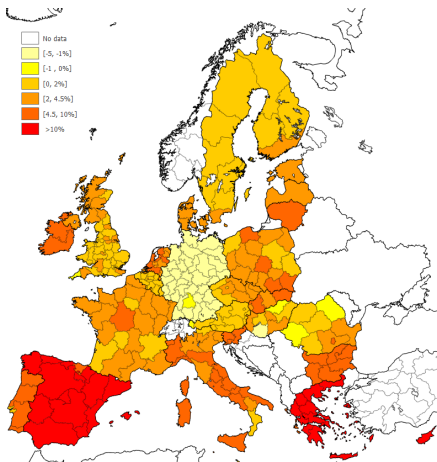 No data
[-5, -1%]
[-1 , 0%]
[0, 2%]
[2, 4.5%]
[4.5, 10%]
>10%